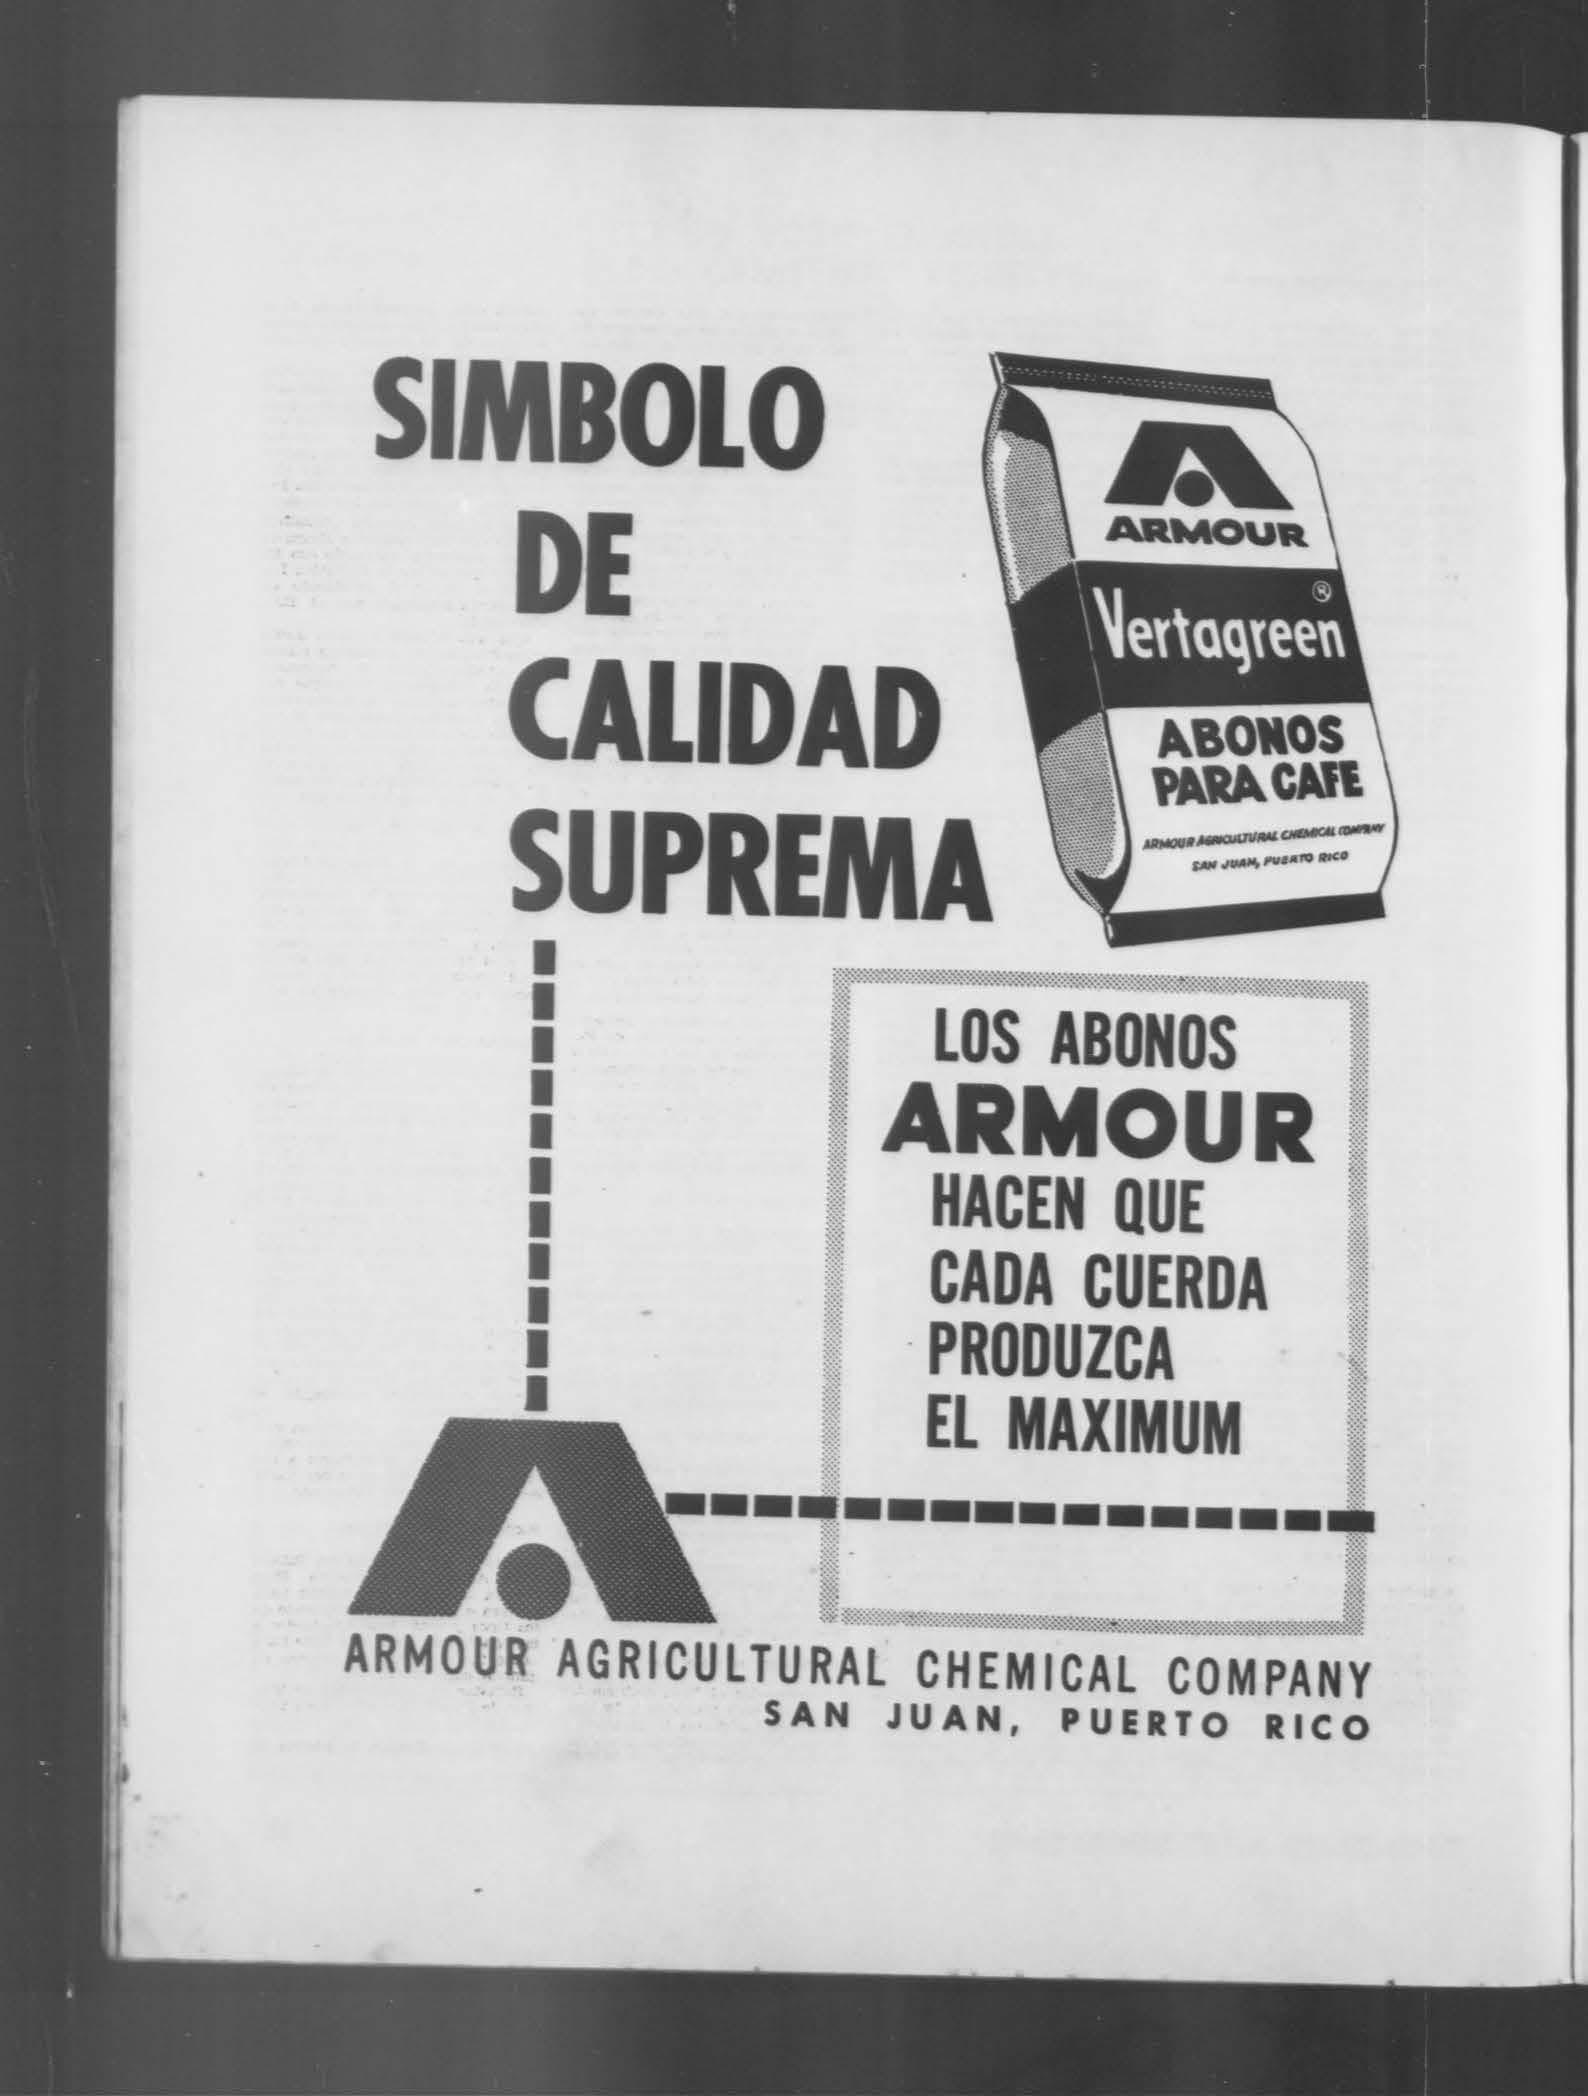 SIMBOLO
DE
CALIDAD
SUPREMA
ARMOUR
Vertagreen®
ABONOS
PARA CAFE
ARMOUR AGRICULTURAL CHEMICAL COMPANY
SAN JUAN, PUERTO RICO
LOS ABONOS
ARMOUR
HACEN QUE
CADA CUERDA
PRODUZCA
EL MAXIMUM
ARMOUR AGRICULTURAL CHEMICAL COMPANY
SAN JUAN, PUERTO RICO